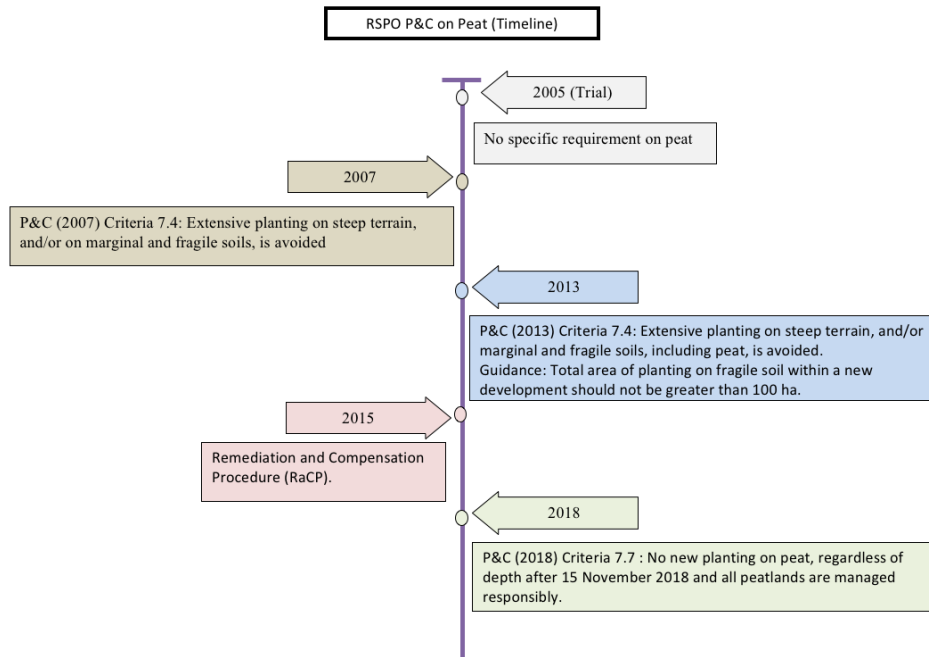 RSPO P&C on Peat (Timeline)
2005 (Trial)
No specific requirement on peat
2007
P&C (2007) Criteria 7.4: Extensive planting on steep terrain,
and/or on marginal and fragile soils, is avoided
2013
P&C (2013) Criteria 7.4: Extensive planting on steep terrain, and/or
marginal and fragile soils, including peat, is avoided.
Guidance: Total area of planting on fragile soil within a new
development should not be greater than 100 ha.
2015
Remediation and Compensation
Procedure (RaCP).
2018
P&C (2018) Criteria 7.7 : No new planting on peat, regardless of
depth after 15 November 2018 and all peatlands are managed
responsibly.